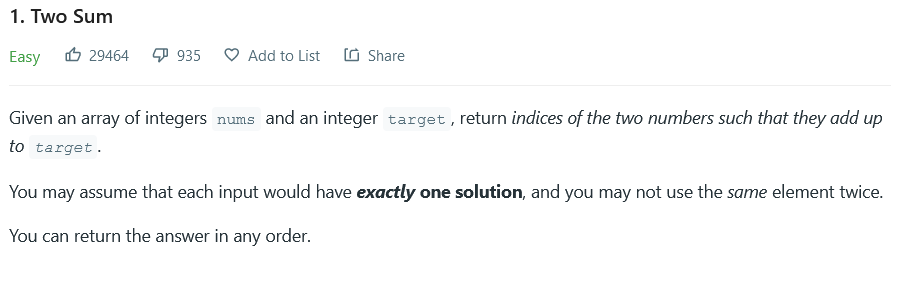 1. Two Sum
Easy 29464 935 Add to List Share
Given an array of integers nums and an integer target , return indices of the two numbers such that they add up
to target .
You may assume that each input would have exactly one solution, and you may not use the same element twice.
You can return the answer in any order.